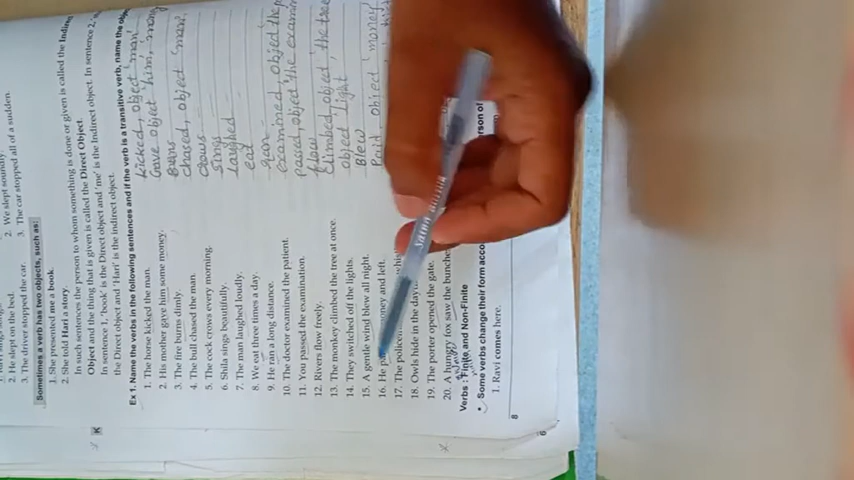 2. He slept on the bed.
2. We slept soundly.
3. The driver stopped the car.
3. The car stopped all of a sudden.
Sometimes a verb has two objects, such as:
1. She presented me a book.
2. She told Hari a story.
In such sentences the person to whom something is done or given is called the Indirect
Object and the thing that is given is called the Direct Object.
In sentence 1, 'book' is the Direct object and 'me' is the Indirect object. In sentence 2,
the Direct object and 'Hari' is the indirect object.
Ex 1. Name the verbs in the following sentences and if the verb is a transitive verb, name the object
1. The horse kicked the man. kicked, object 'man'
2. His mother gave him some money. Gave object 'him, money
3. The fire burns dimly burns
4. The bull chased the man. chased, object 'man'
5. The cock crows every morning. crows
6. Shila sings beautifully. Sings
7. The man laughed loudly. laughed
8. We eat three times a day. eat
9. He ran a long distance. ran
10. The doctor examined the patient. examined, object the
11. You passed the examination. passed, object 'the exam
12. Rivers flow freely. flow
13. The monkey climbed the tree at once. Climbed, object 'the tree
14. They switched off the lights. object 'light
15. A gentle wind blew all night. Blew
16. He money and left. Paid object 'money
17. The
18. Owls hide in the day
19. The porter opened the gate.
20. A hungry fox saw the
Verbs : Finite and Non-Finite
Some verbs change their form
1. Ravi comes here.
8
6
K